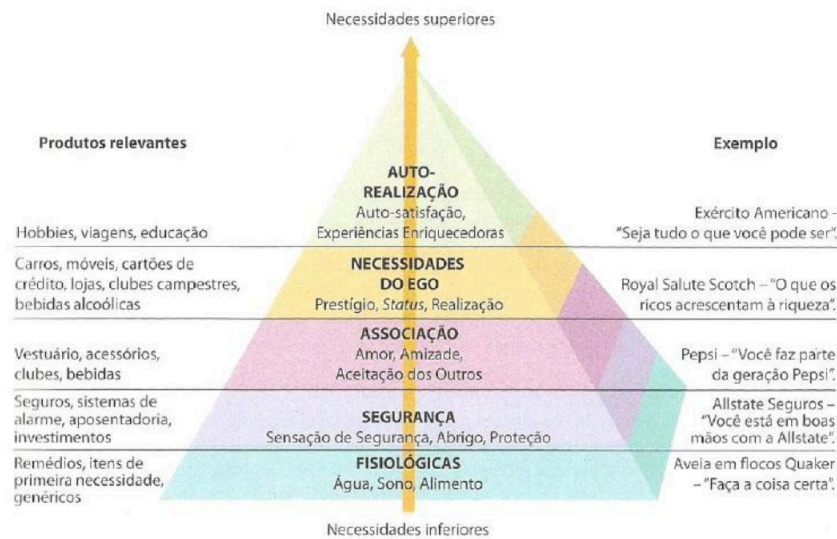 Necessidades superiores
Produtos relevantes
Exemplo
AUTO-
REALIZAÇÃO
Auto-satisfação,
Experiências Enriquecedoras
Hobbies, viagens, educação
Exército Americano -
"Seja tudo o que você pode ser".
Carros, móveis, cartões de
crédito, lojas, clubes campestres,
bebidas alcoólicas
NECESSIDADES
DO EGO
Prestígio, Status, Realização
Royal Salute Scotch – "O que os
ricos acrescentam à riqueza".
Vestuário, acessórios,
clubes, bebidas
ASSOCIAÇÃO
Amor, Amizade,
Aceitação dos Outros
Pepsi – "Você faz parte
da geração Pepsi".
Seguros, sistemas de
alarme, aposentadoria,
investimentos
SEGURANÇA
Sensação de Segurança, Abrigo, Proteção
Allstate Seguros –
"Você está em boas
mãos com a Allstate".
Remédios, itens de
primeira necessidade,
genéricos
FISIOLÓGICAS
Água, Sono, Alimento
Aveia em flocos Quaker
– "Faça a coisa certa".
Necessidades inferiores